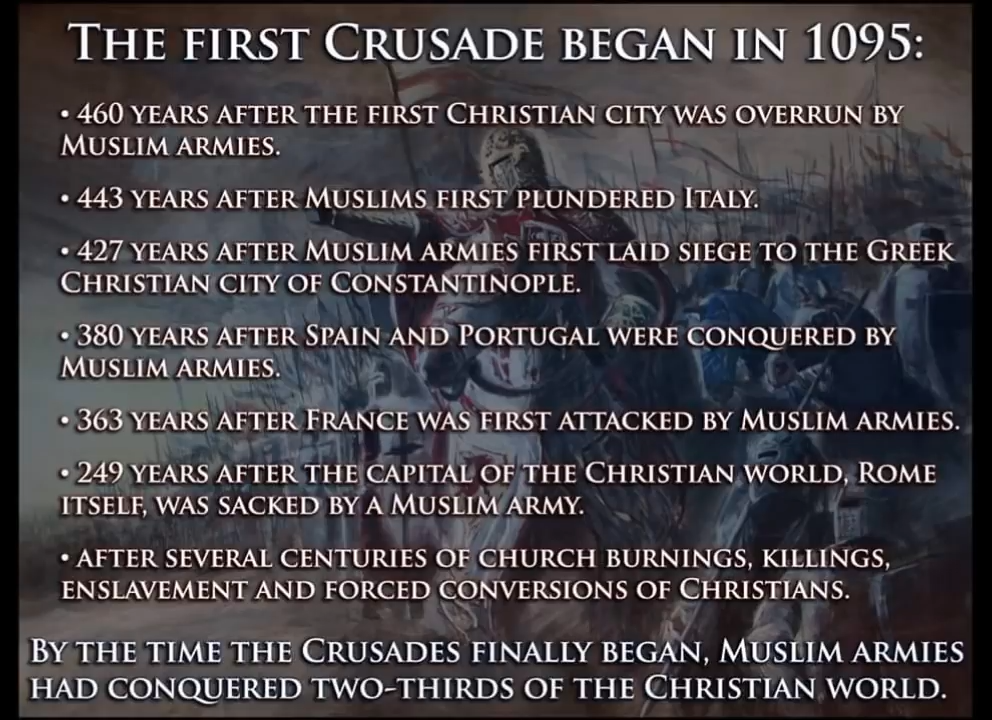 THE FIRST CRUSADE BEGAN IN 1095:
• 460 YEARS AFTER THE FIRST CHRISTIAN CITY WAS OVERRUN BY
MUSLIM ARMIES.
• 443 YEARS AFTER MUSLIMS FIRST PLUNDERED ITALY.
• 427 YEARS AFTER MUSLIM ARMIES FIRST LAID SIEGE TO THE GREEK
CHRISTIAN CITY OF CONSTANTINOPLE.
• 380 YEARS AFTER SPAIN AND PORTUGAL WERE CONQUERED BY
MUSLIM ARMIES.
• 363 YEARS AFTER FRANCE WAS FIRST ATTACKED BY MUSLIM ARMIES.
• 249 YEARS AFTER THE CAPITAL OF THE CHRISTIAN WORLD, ROME
ITSELF, WAS SACKED BY A MUSLIM ARMY.
• AFTER SEVERAL CENTURIES OF CHURCH BURNINGS, KILLINGS,
ENSLAVEMENT AND FORCED CONVERSIONS OF CHRISTIANS.
BY THE TIME THE CRUSADES FINALLY BEGAN, MUSLIM ARMIES
HAD CONQUERED TWO-THIRDS OF THE CHRISTIAN WORLD.